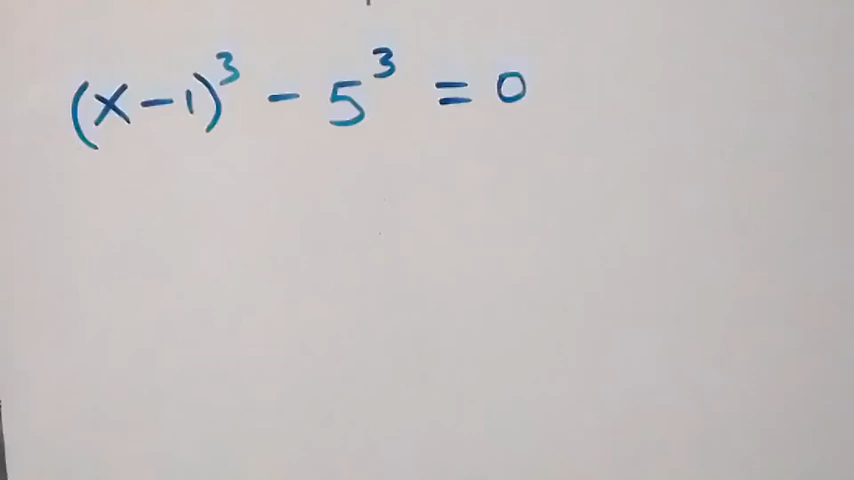 (x-1)³ - 5³ = 0